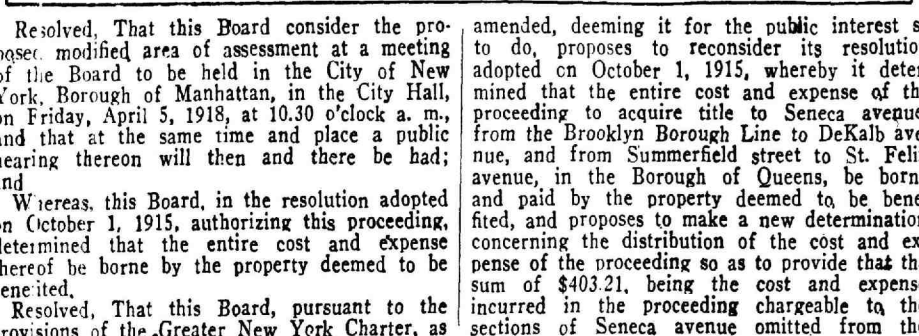 Resolved, That this Board consider the pro-
posed modified area of assessment at a meeting
of the Board to be held in the City of New
York, Borough of Manhattan, in the City Hall,
on Friday, April 5, 1918, at 10.30 o'clock a. m.,
and that at the same time and place a public
hearing thereon will then and there be had;
and
Whereas, this Board, in the resolution adopted
on October 1, 1915, authorizing this proceeding,
determined that the entire cost and expense
thereof be borne by the property deemed to be
benefited,
Resolved, That this Board, pursuant to the
provisions of the Greater New York Charter, as
amended, deeming it for the public interest s
to do, proposes to reconsider its resolution
adopted on October 1, 1915, whereby it deter
mined that the entire cost and expense of th
proceeding to acquire title to Seneca avenue
from the Brooklyn Borough Line to DeKalb ave
nue, and from Summerfield street to St. Feli
avenue, in the Borough of Queens, be born
and paid by the property deemed to be bene
fited, and proposes to make a new determination
concerning the distribution of the cost and ex
pense of the proceeding so as to provide that th
sum of $403.21, being the cost and expense
incurred in the proceeding chargeable to th
sections of Seneca avenue omitted from th